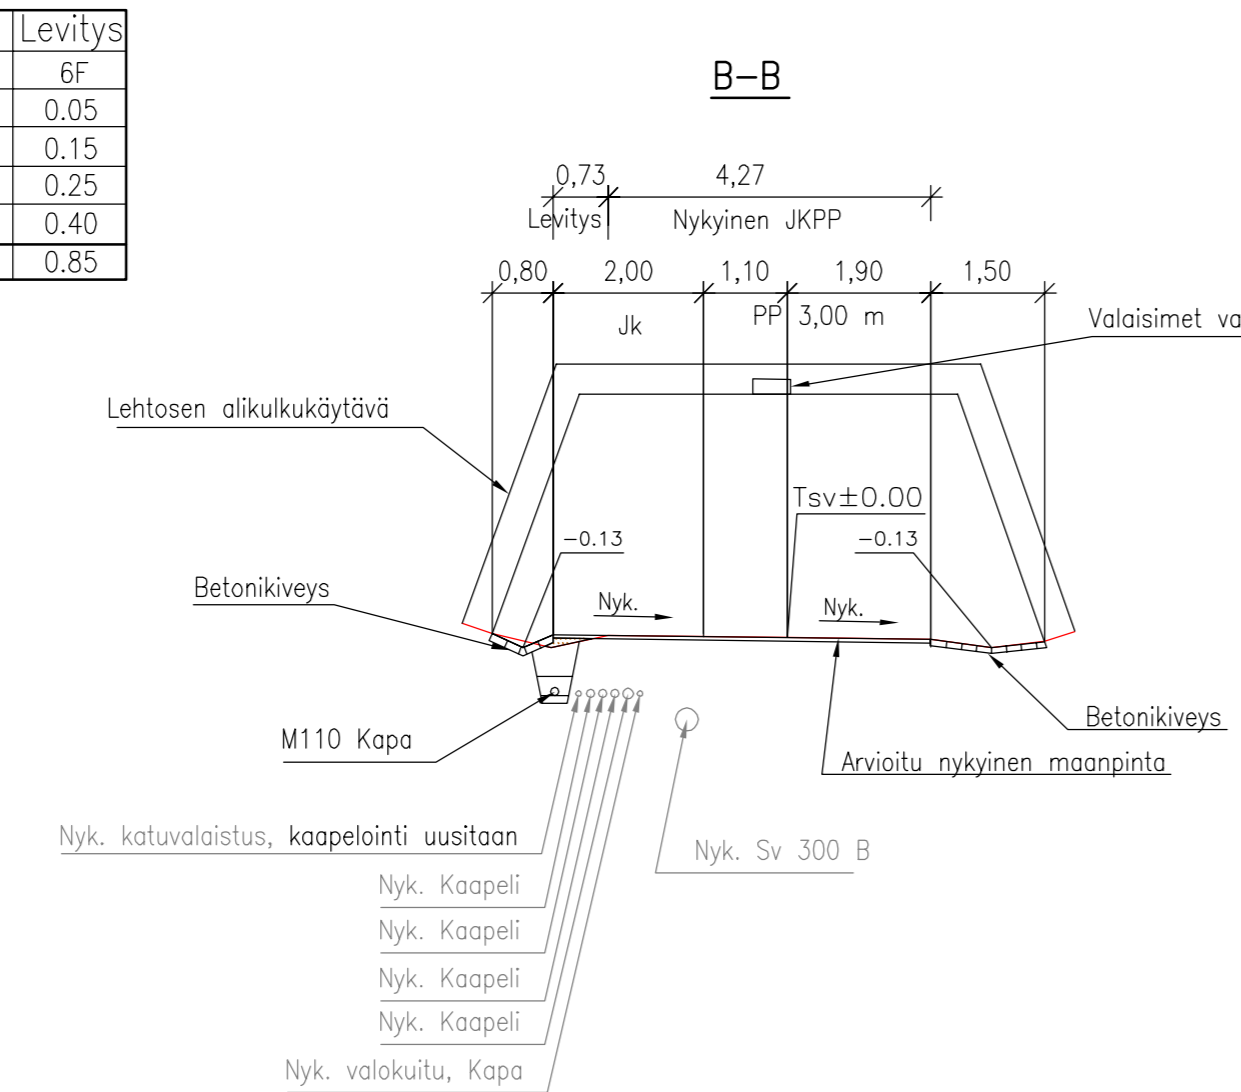 Levitys
6F
0.05
0.15
0.25
0.40
0.85
B-B
0,73 4,27
Levitys Nykyinen JKPP
0,80 2,00 1,10 1,90 1,50
Jk PP 3,00 m
Valaisimet va
Lehtosen alikulkukäytävä
Tsv±0.00
-0.13 -0.13
Betonikiveys
Nyk. Nyk.
M110 Kapa
Betonikiveys
Arvioitu nykyinen maanpinta
Nyk. katuvalaistus, kaapelointi uusitaan
Nyk. Sv 300 B
Nyk. Kaapeli
Nyk. Kaapeli
Nyk. Kaapeli
Nyk. Kaapeli
Nyk. valokuitu, Kapa